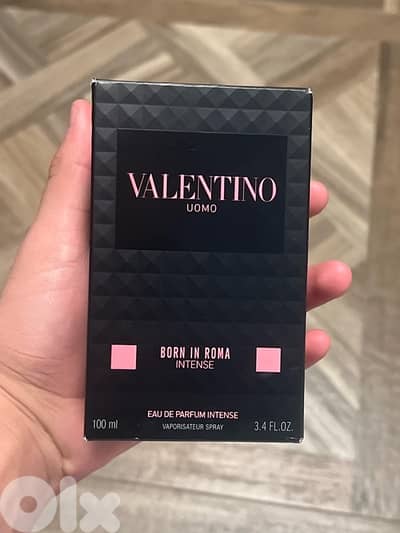 VALENTINO
UOMO
BORN IN ROMA
INTENSE
EAU DE PARFUM INTENSE
100 ml VAPORISATEUR SPRAY 3.4 FL.OZ.
Olx